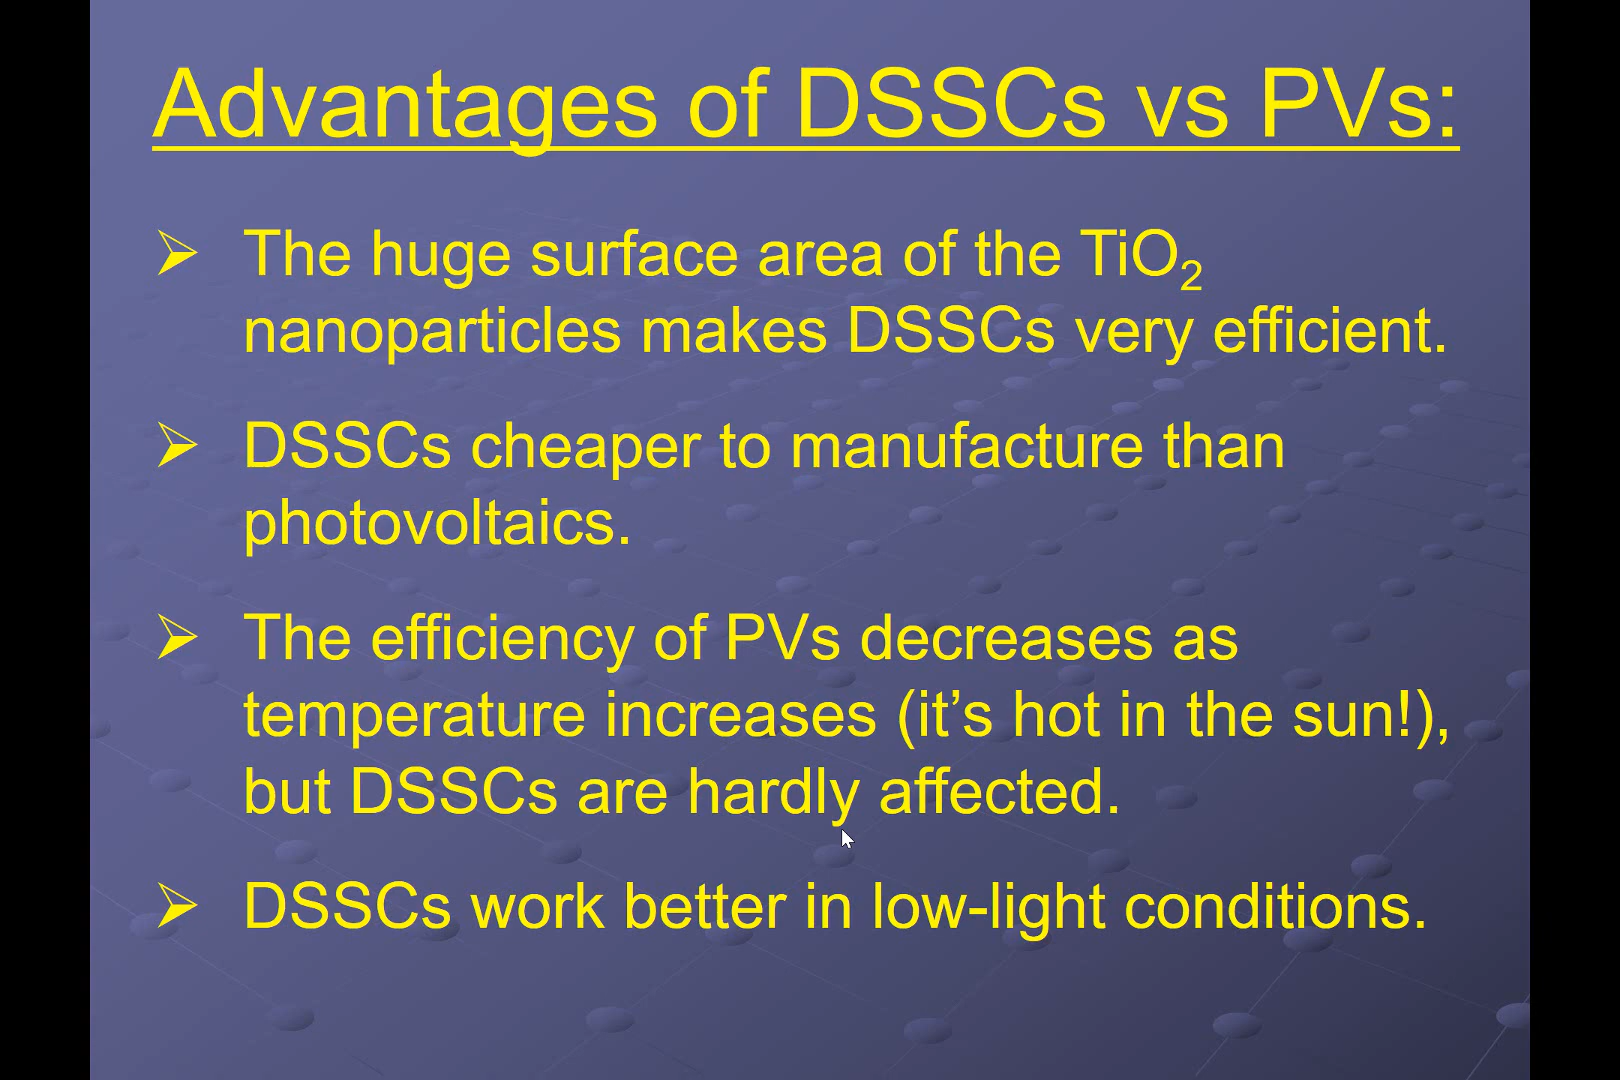 Advantages of DSSCs vs PVs:
➢ The huge surface area of the TiO₂
nanoparticles makes DSSCs very efficient.
➢ DSSCs cheaper to manufacture than
photovoltaics.
➢ The efficiency of PVs decreases as
temperature increases (it’s hot in the sun!),
but DSSCs are hardly affected.
➢ DSSCs work better in low-light conditions.